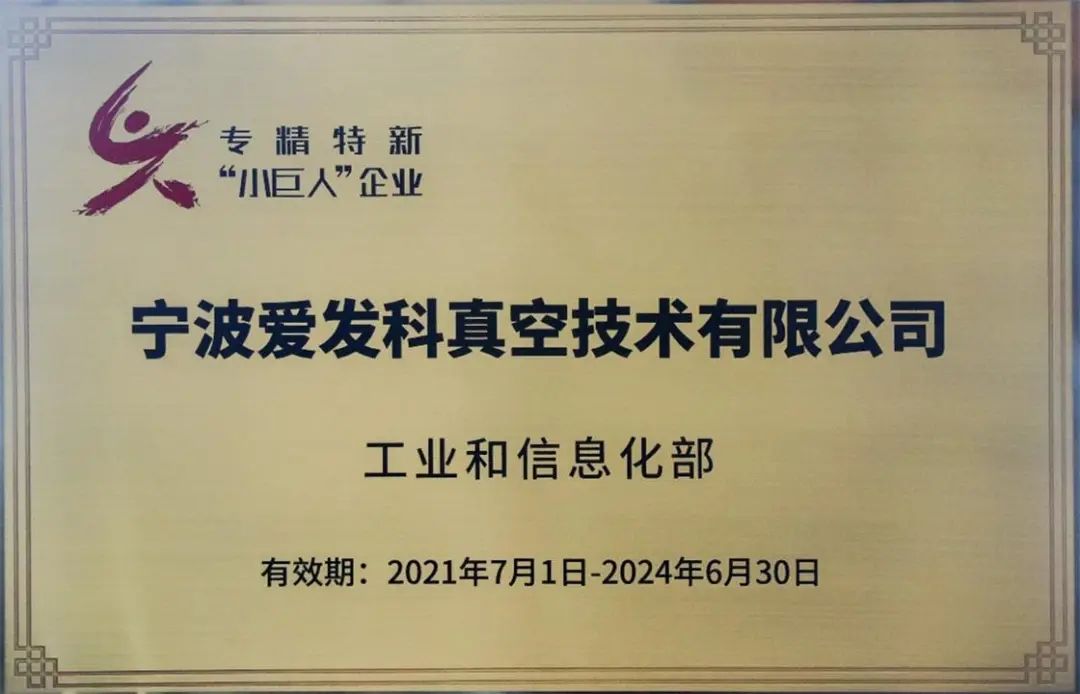 专精特新
“小巨人”企业
宁波爱发科真空技术有限公司
工业和信息化部
有效期：2021年7月1日-2024年6月30日